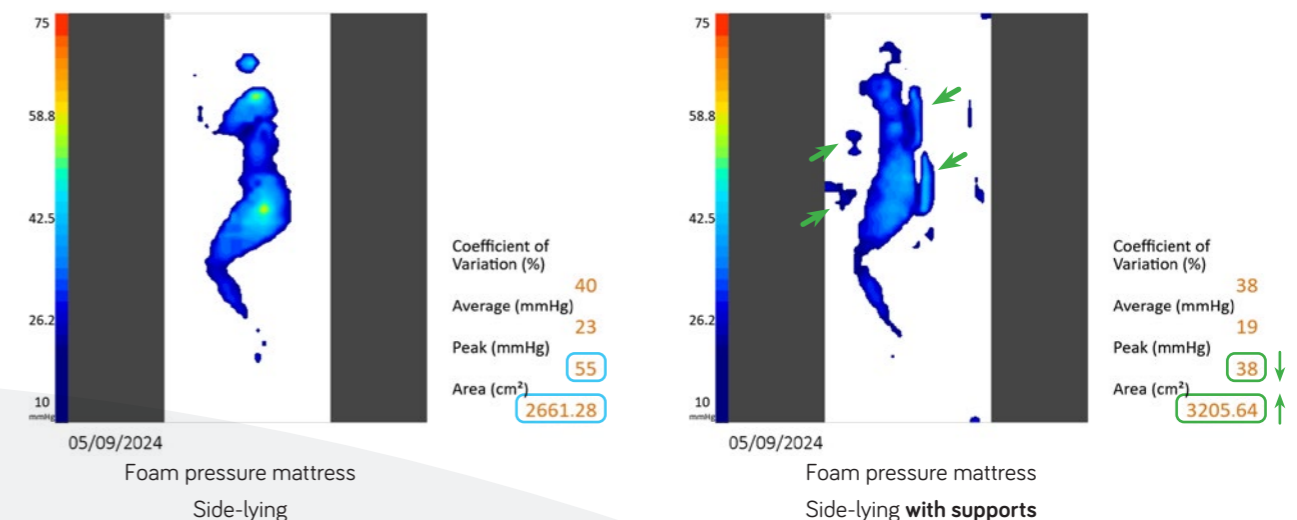 75
58.8
42.5
26.2
10
mmHg
Coefficient of
Variation (%)
40
Average (mmHg)
23
Peak (mmHg)
55
Area (cm²)
2661.28
05/09/2024
Foam pressure mattress
Side-lying
75
58.8
42.5
26.2
10
mmHg
Coefficient of
Variation (%)
38
Average (mmHg)
19
Peak (mmHg)
38
Area (cm²)
3205.64
05/09/2024
Foam pressure mattress
Side-lying with supports